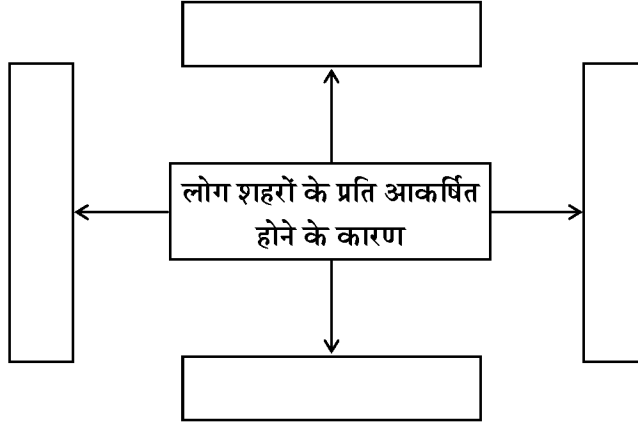 लोग शहरों के प्रति आकर्षित
होने के कारण